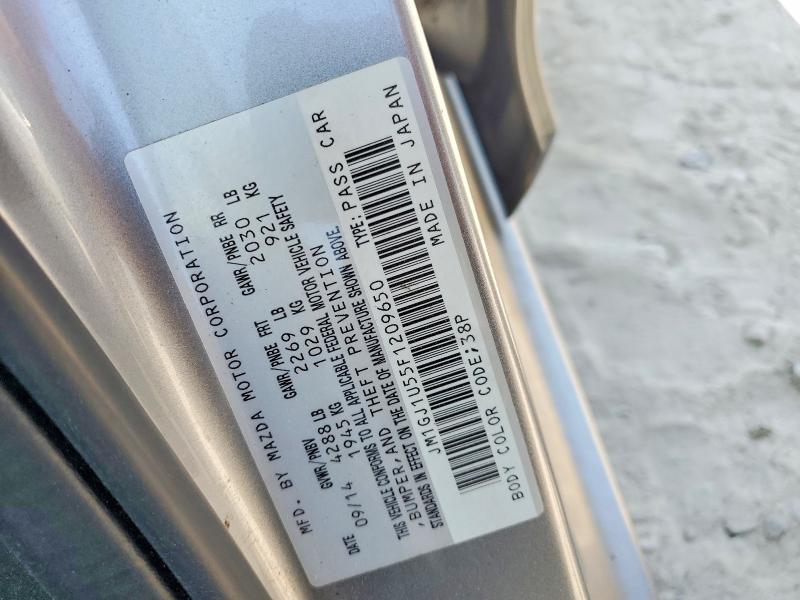 MFD. BY MAZDA MOTOR CORPORATION
DATE GVWR/PNBV GAWR/PNBE FRT GAWR/PNBE RR
09/14 4288 LB 2269 LB 2030 LB
1945 KG 1029 KG 921 KG
THIS VEHICLE CONFORMS TO ALL APPLICABLE FEDERAL MOTOR VEHICLE SAFETY
, BUMPER, AND THEFT PREVENTION
STANDARDS IN EFFECT ON THE DATE OF MANUFACTURE SHOWN ABOVE.
JM1GJ1U55F1209650 TYPE: PASS CAR
BODY COLOR CODE:38P MADE IN JAPAN